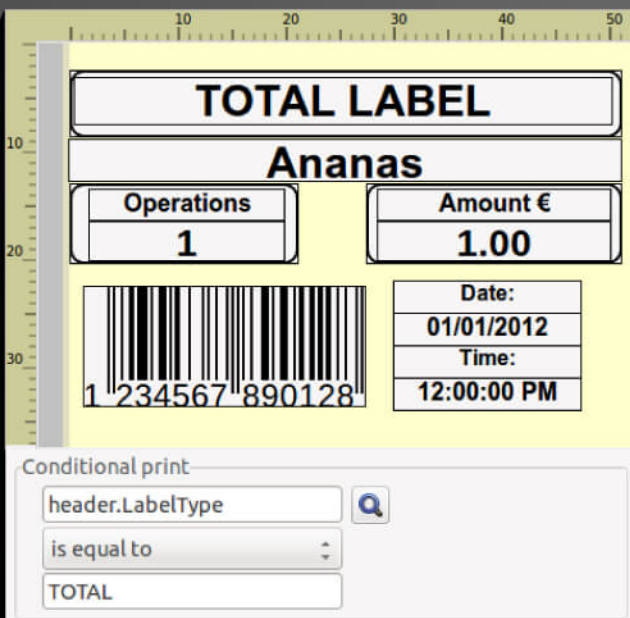 10 20 30 40 50
TOTAL LABEL
10
Ananas
Operations
Amount €
20
1
1.00
Date:
01/01/2012
30
Time:
1 234567 890128
12:00:00 PM
Conditional print
header.LabelType
is equal to
TOTAL